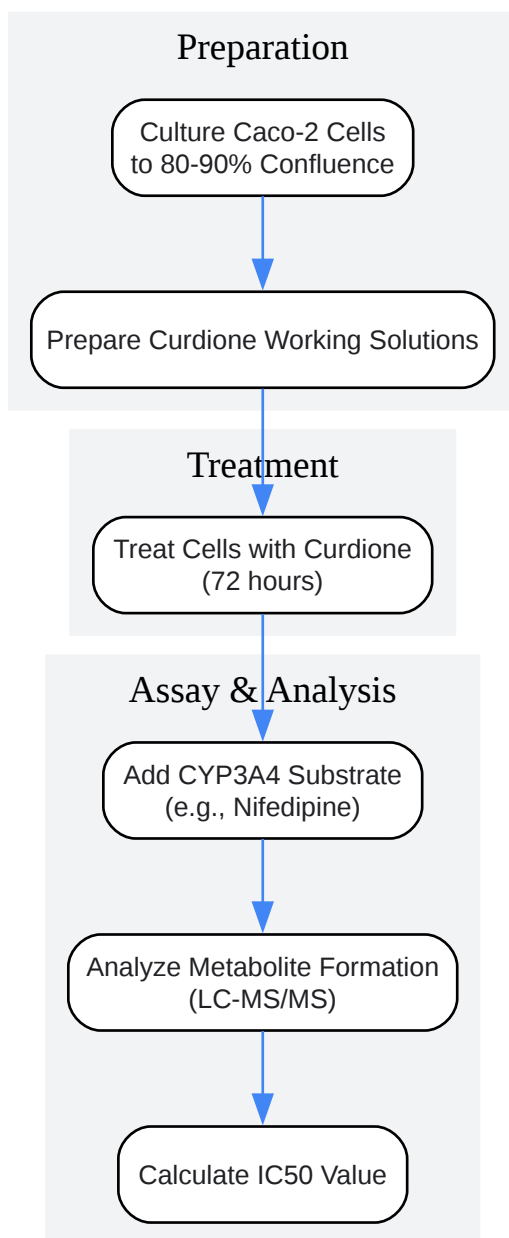 Preparation
Culture Caco-2 Cells
to 80-90% Confluence
Prepare Curdione Working Solutions
Treatment
Treat Cells with Curdione
(72 hours)
Assay & Analysis
Add CYP3A4 Substrate
(e.g., Nifedipine)
Analyze Metabolite Formation
(LC-MS/MS)
Calculate IC50 Value